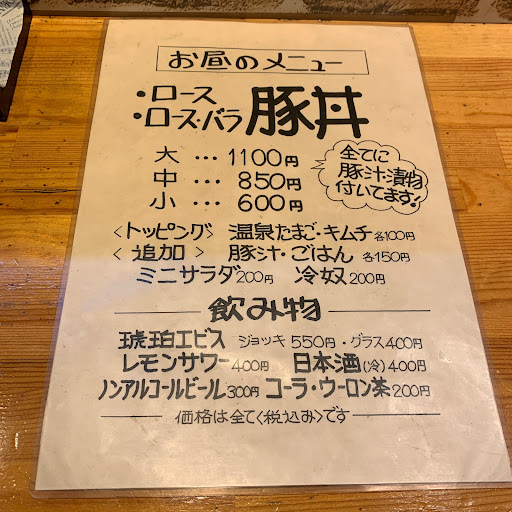 お昼のメニュー
・ロース
・ロース・バラ 豚丼
大 … 1100円
中 … 850円
小 … 600円
全てに
豚汁・漬物
付いてます!
<トッピング> 温泉たまご・キムチ各100円
<追加> 豚汁・ごはん 各150円
ミニサラダ200円 冷奴200円
飲み物
琥珀エビス ジョッキ550円・グラス400円
レモンサワー400円 日本酒(冷)400円
ノンアルコールビール300円 コーラ・ウーロン茶200円
価格は全て<税込み>です